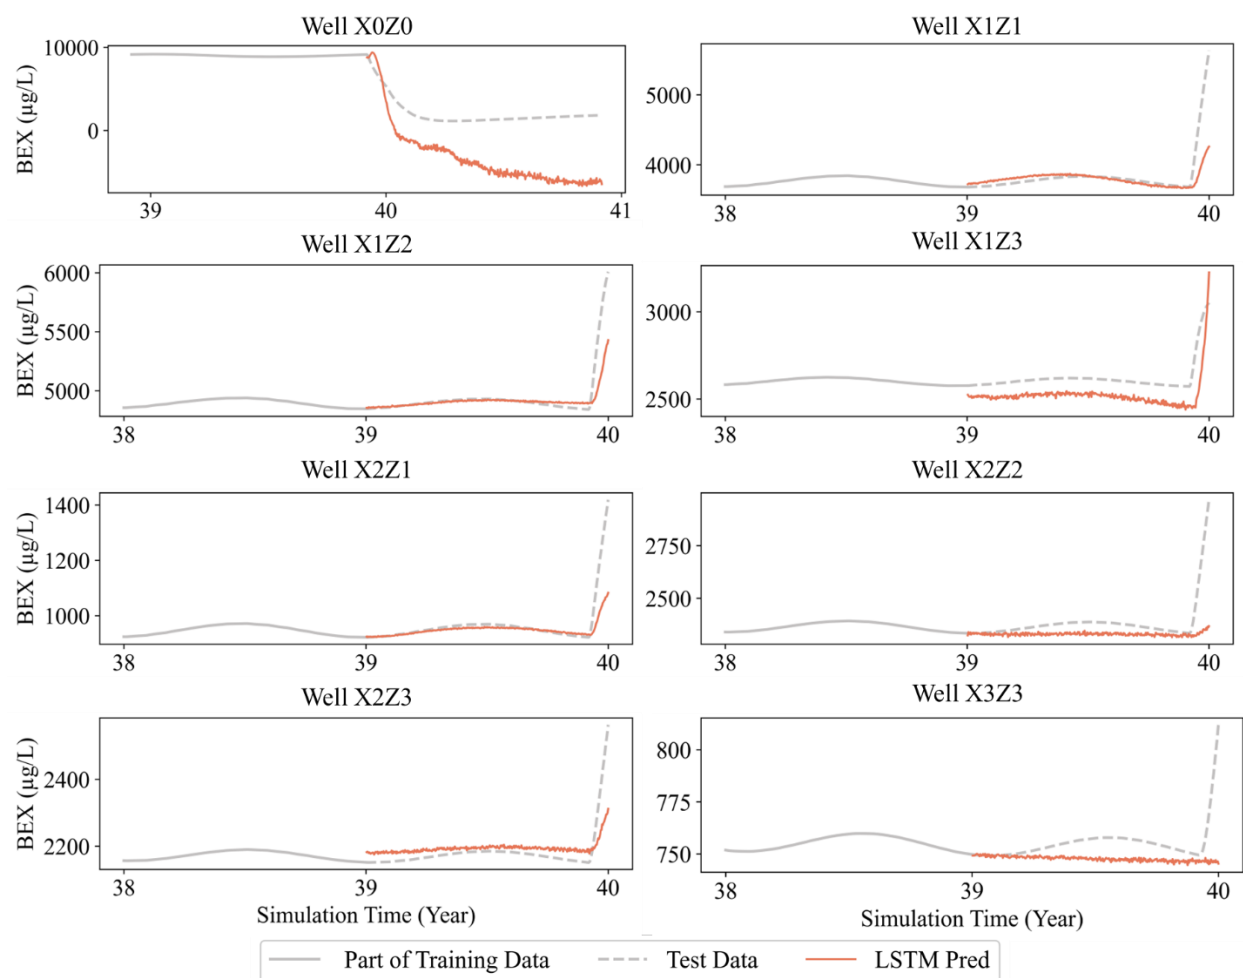 Well X0Z0
BEX (µg/L)
10000
0
39 40 41
Well X1Z1
5000
4000
38 39 40
Well X1Z2
BEX (µg/L)
6000
5500
5000
38 39 40
Well X1Z3
3000
2500
38 39 40
Well X2Z1
1400
1200
1000
38 39 40
Well X2Z2
2750
2500
38 39 40
Well X2Z3
BEX (µg/L)
2400
2200
38 39 40
Simulation Time (Year)
Well X3Z3
800
775
750
38 39 40
Simulation Time (Year)
Part of Training Data Test Data LSTM Pred